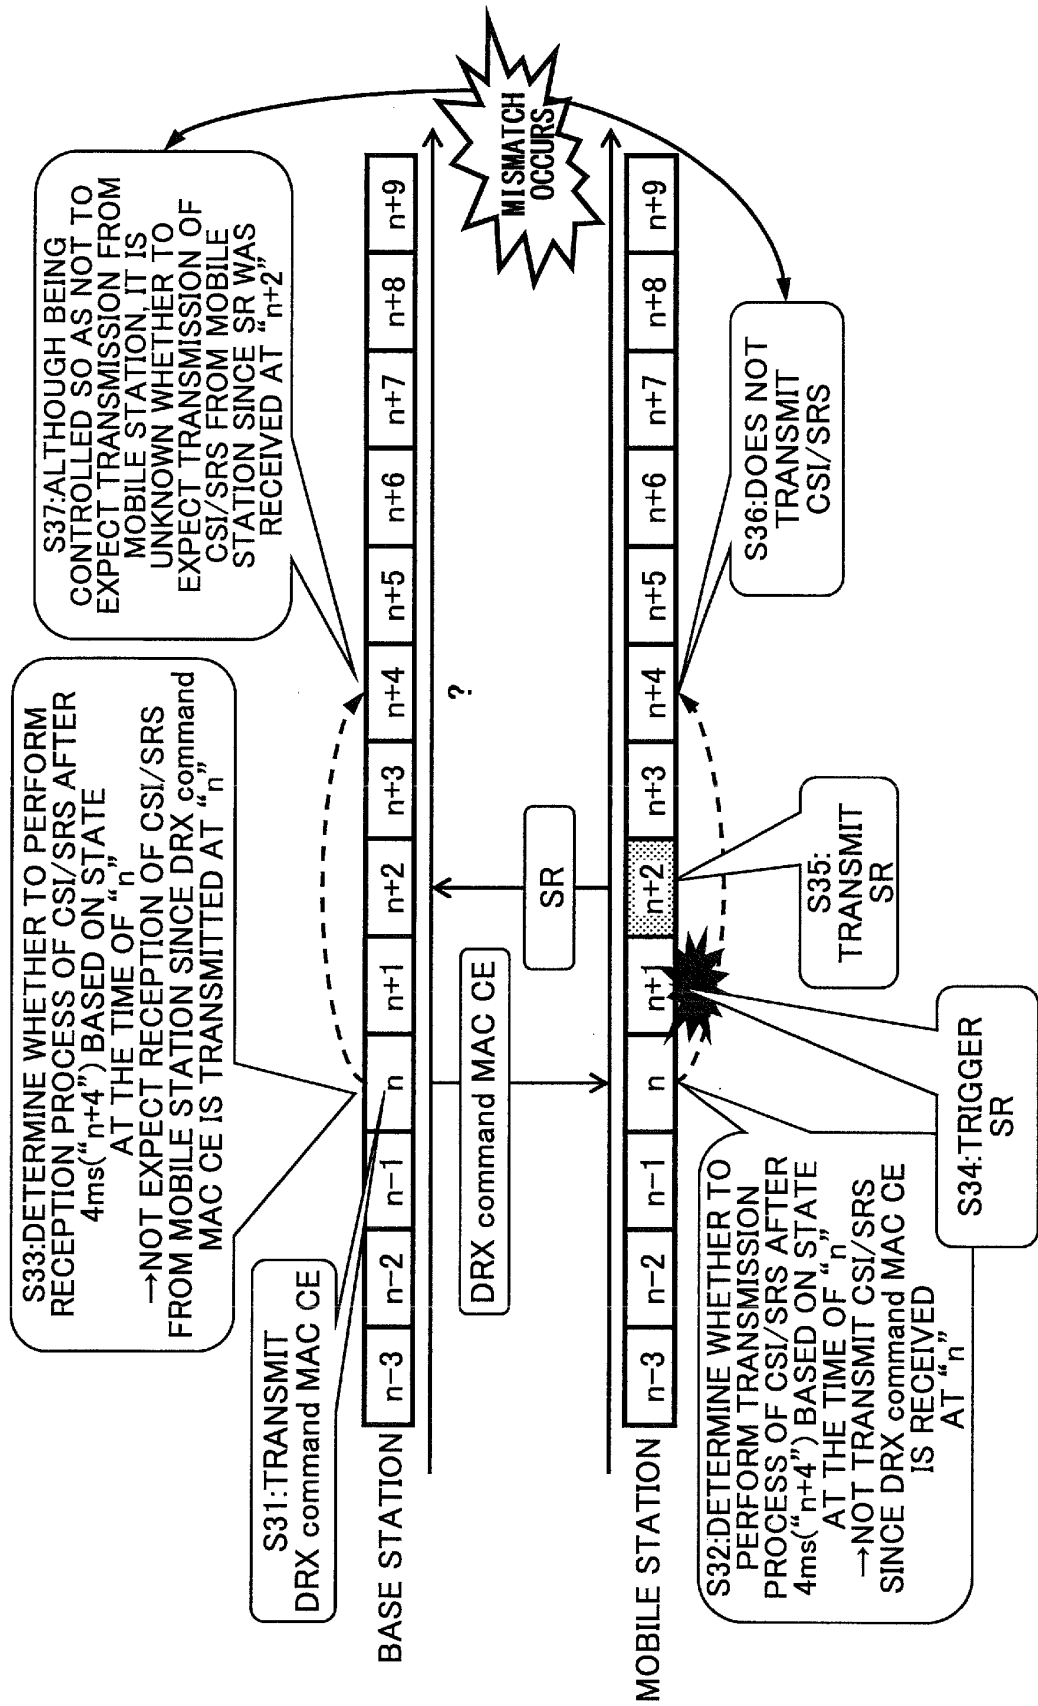 S33:DETERMINE WHETHER TO PERFORM
RECEPTION PROCESS OF CSI/SRS AFTER
4ms("n+4") BASED ON STATE
AT THE TIME OF "n"
→NOT EXPECT RECEPTION OF CSI/SRS
FROM MOBILE STATION SINCE DRX command
MAC CE IS TRANSMITTED AT "n"
S37:ALTHOUGH BEING
CONTROLLED SO AS NOT TO
EXPECT TRANSMISSION FROM
MOBILE STATION, IT IS
UNKNOWN WHETHER TO
EXPECT TRANSMISSION OF
CSI/SRS FROM MOBILE
STATION SINCE SR WAS
RECEIVED AT "n+2"
S31:TRANSMIT
DRX command MAC CE
BASE STATION
n-3 n-2 n-1 n n+1 n+2 n+3 n+4 n+5 n+6 n+7 n+8 n+9
DRX command MAC CE
SR
?
MISMATCH
OCCURS
MOBILE STATION
n-3 n-2 n-1 n n+1 n+2 n+3 n+4 n+5 n+6 n+7 n+8 n+9
S32:DETERMINE WHETHER TO
PERFORM TRANSMISSION
PROCESS OF CSI/SRS AFTER
4ms("n+4") BASED ON STATE
AT THE TIME OF "n"
→NOT TRANSMIT CSI/SRS
SINCE DRX command MAC CE
IS RECEIVED
AT "n"
S34:TRIGGER
SR
S35:
TRANSMIT
SR
S36:DOES NOT
TRANSMIT
CSI/SRS